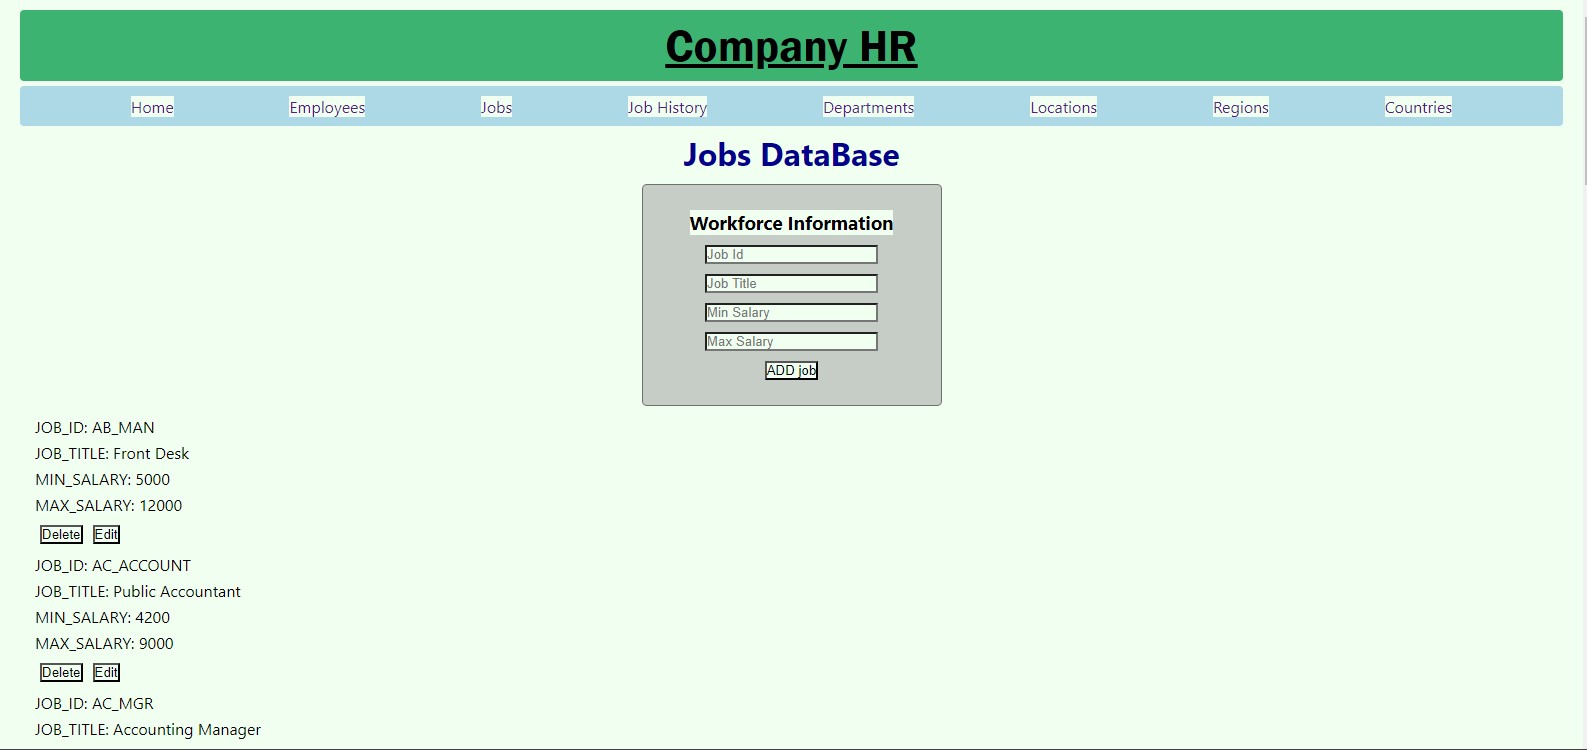 Company HR
Home Employees Jobs Job History Departments Locations Regions Countries
Jobs DataBase
Workforce Information
Job Id
Job Title
Min Salary
Max Salary
ADD job
JOB_ID: AB_MAN
JOB_TITLE: Front Desk
MIN_SALARY: 5000
MAX_SALARY: 12000
Delete Edit
JOB_ID: AC_ACCOUNT
JOB_TITLE: Public Accountant
MIN_SALARY: 4200
MAX_SALARY: 9000
Delete Edit
JOB_ID: AC_MGR
JOB_TITLE: Accounting Manager